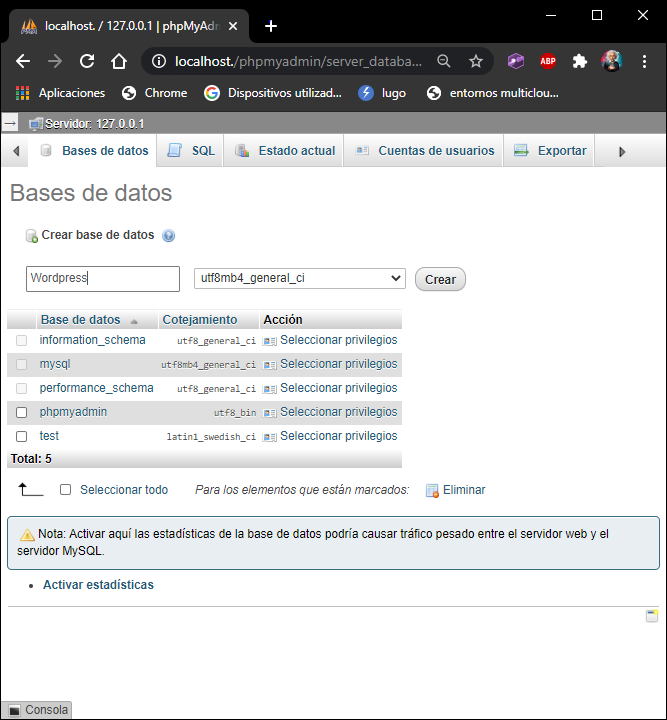 localhost. / 127.0.0.1 | phpMyAdr
localhost./phpmyadmin/server_databa...
ABP
Aplicaciones Chrome Dispositivos utilizad... lugo entornos multiclou...
Servidor: 127.0.0.1
Bases de datos SQL Estado actual Cuentas de usuarios Exportar
Bases de datos
Crear base de datos
Wordpress utf8mb4_general_ci Crear
Base de datos Cotejamiento Acción
information_schema utf8_general_ci Seleccionar privilegios
mysql utf8mb4_general_ci Seleccionar privilegios
performance_schema utf8_general_ci Seleccionar privilegios
phpmyadmin utf8_bin Seleccionar privilegios
test latin1_swedish_ci Seleccionar privilegios
Total: 5
Seleccionar todo Para los elementos que están marcados: Eliminar
Nota: Activar aquí las estadísticas de la base de datos podría causar tráfico pesado entre el servidor web y el
servidor MySQL.
• Activar estadísticas
Consola